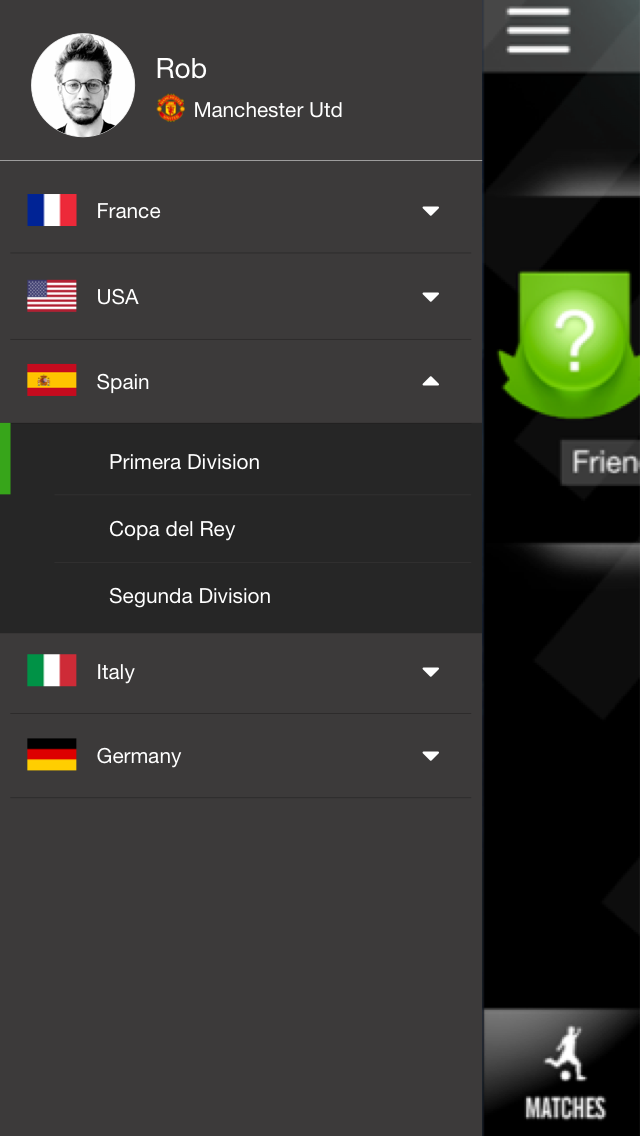 Rob
Manchester Utd
France
USA
Spain
Primera Division
Copa del Rey
Segunda Division
Italy
Germany
?
Frien
MATCHES